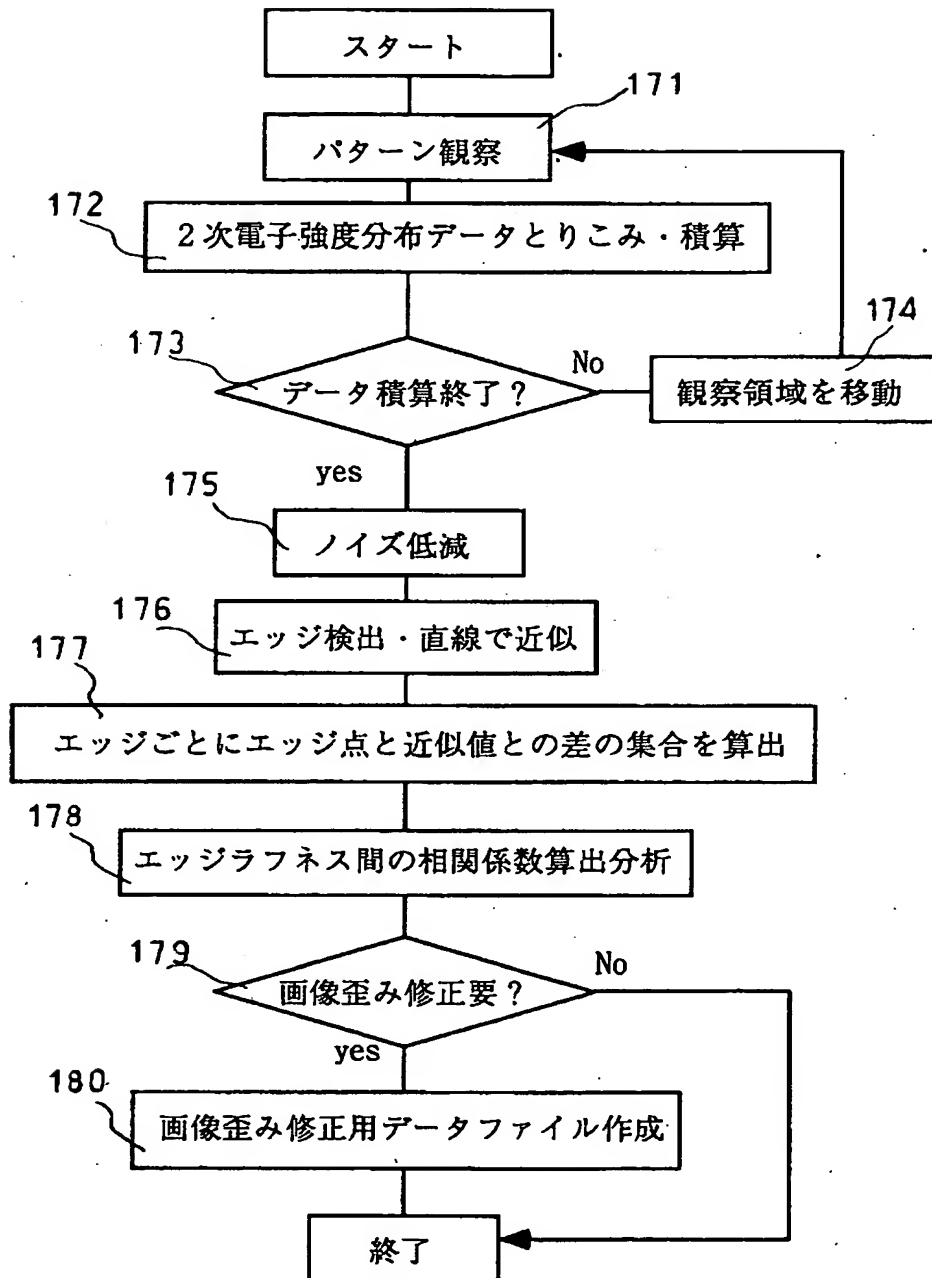 スタート
171
パターン観察
172
2次電子強度分布データとりこみ・積算
174
173
No
データ積算終了?
観察領域を移動
yes
175
ノイズ低減
176
エッジ検出・直線で近似
177
エッジごとにエッジ点と近似値との差の集合を算出
178
エッジラフネス間の相関係数算出分析
179
No
画像歪み修正要?
yes
180
画像歪み修正用データファイル作成
終了